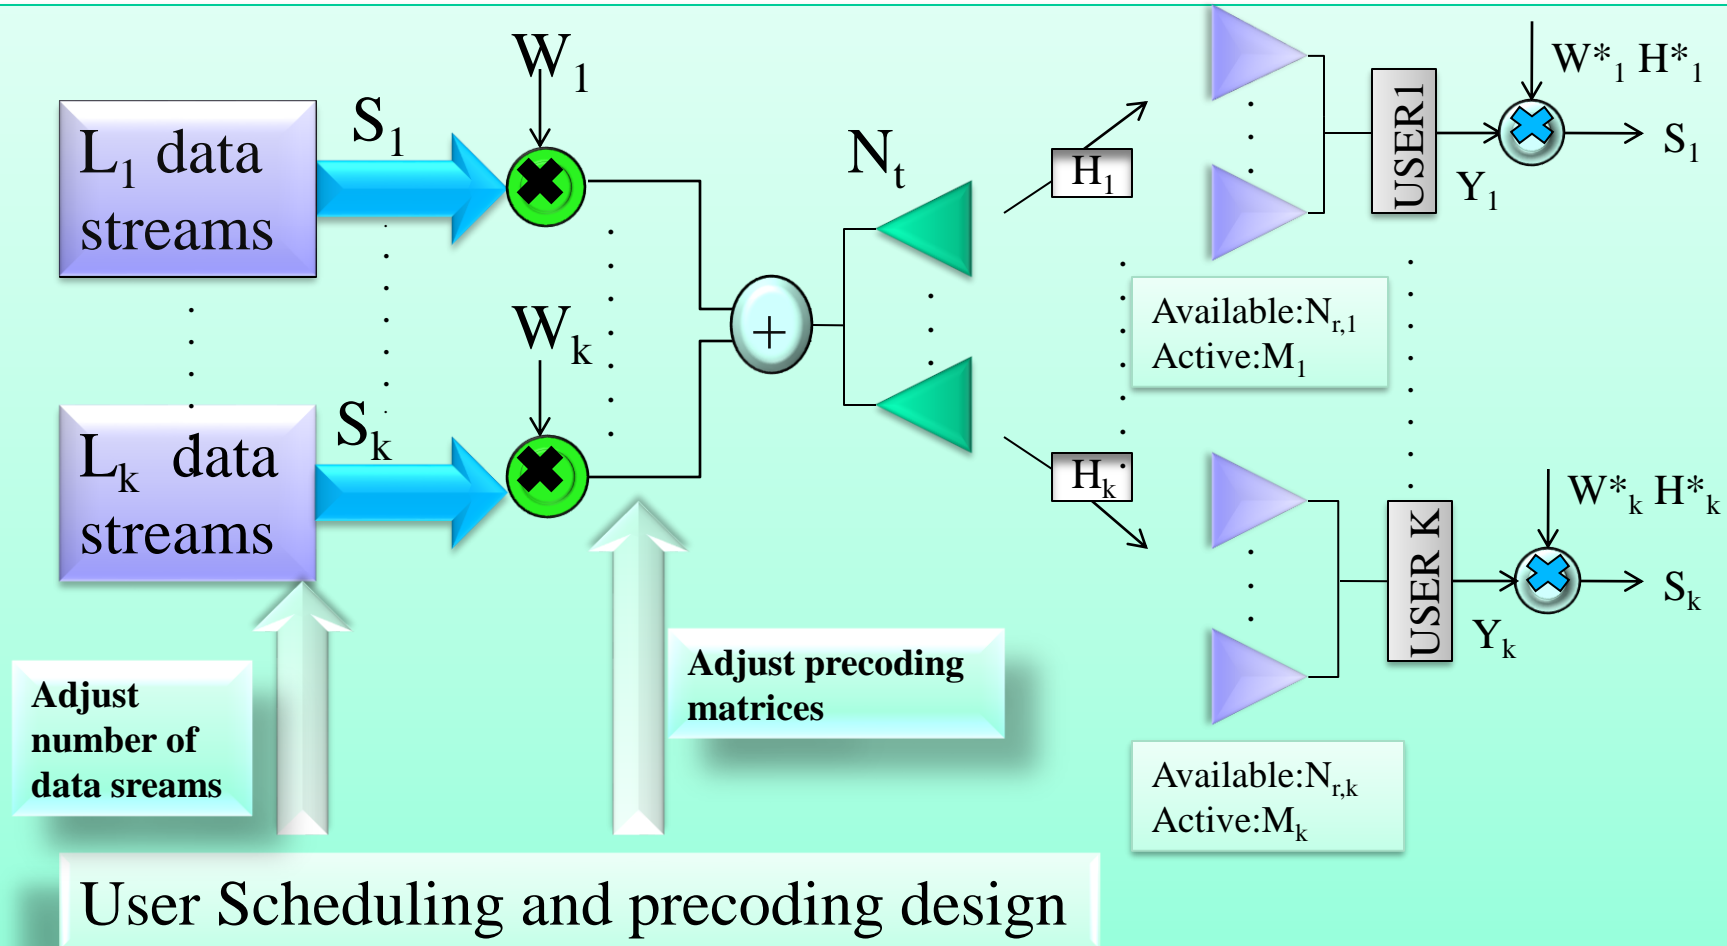 W₁
W*₁ H*₁
S₁
L₁ data
streams
Nₜ
H₁
USER1
S₁
Y₁
Wₖ
+
Available:Nᵣ,₁
Active:M₁
Sₖ
Lₖ data
streams
Hₖ
W*ₖ H*ₖ
USER K
Sₖ
Yₖ
Adjust
number of
data sreams
Adjust precoding
matrices
Available:Nᵣ,ₖ
Active:Mₖ
User Scheduling and precoding design